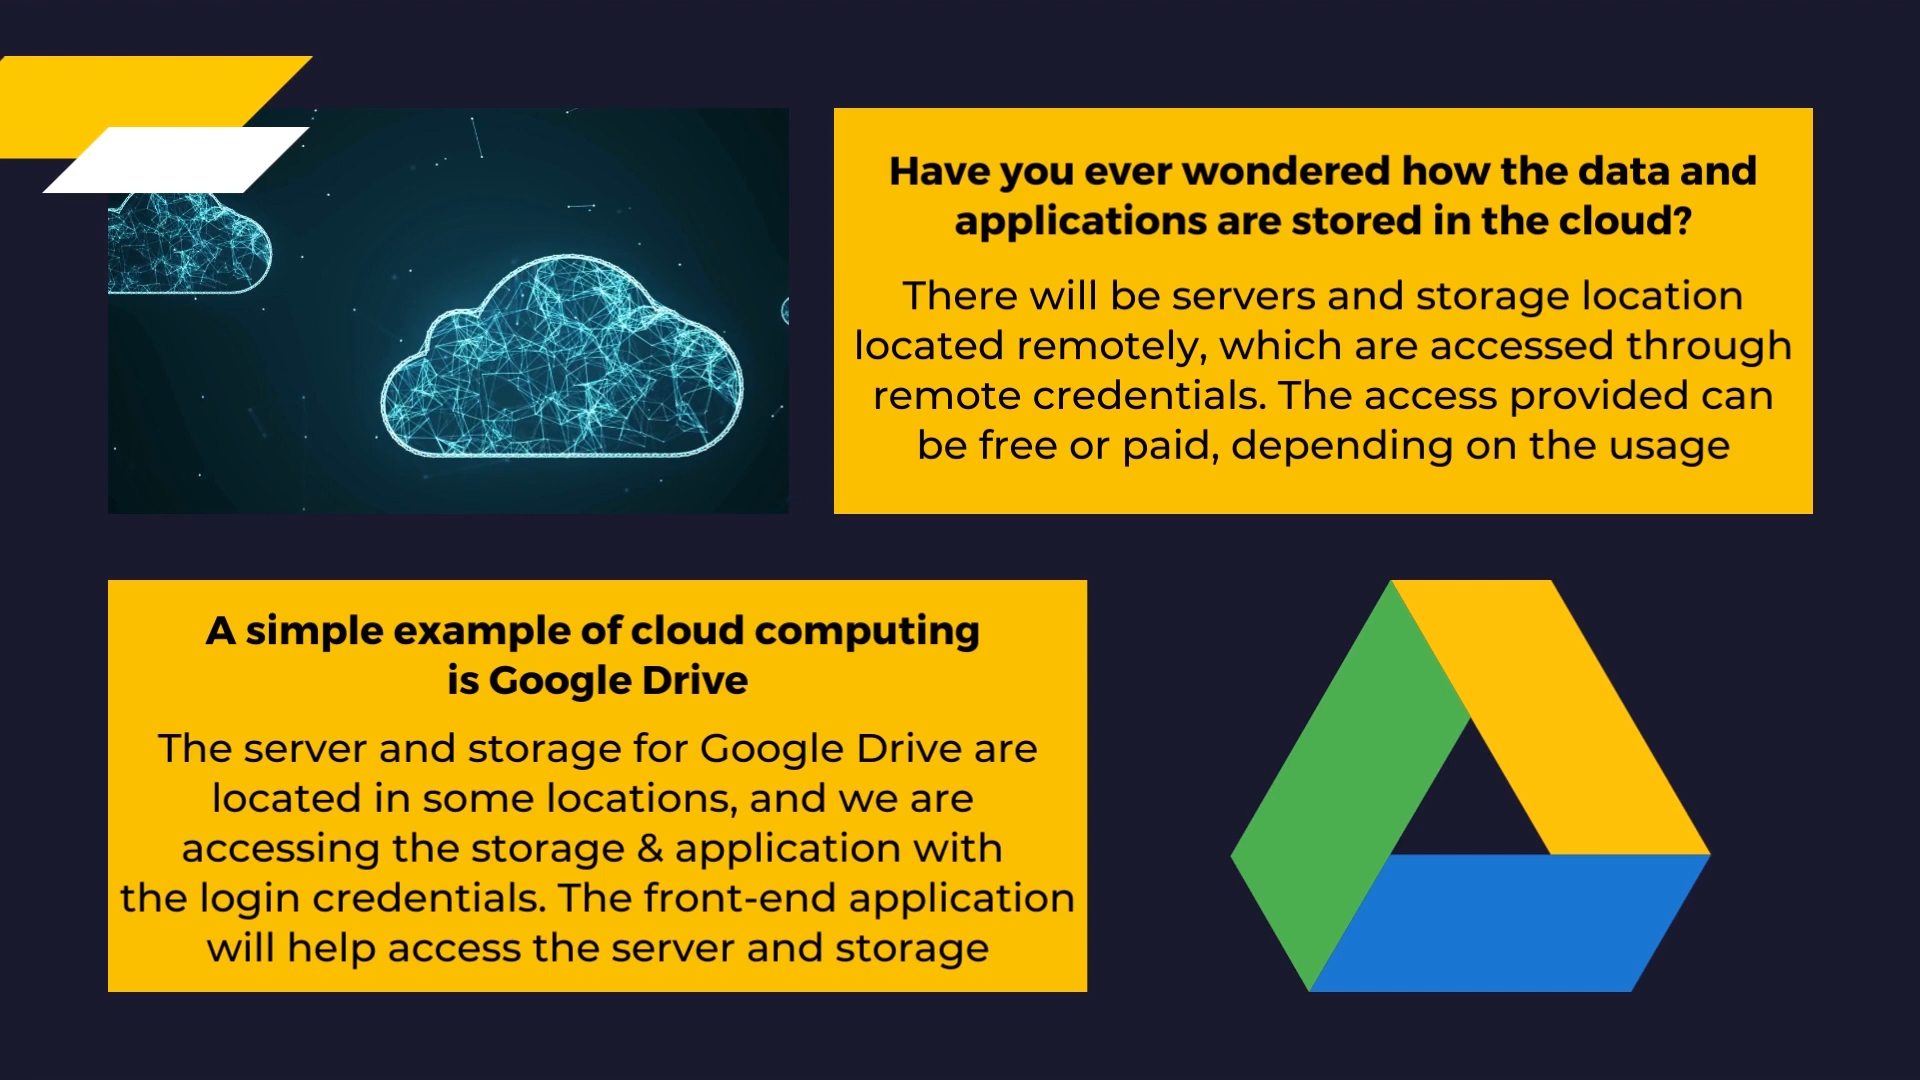 Have you ever wondered how the data and
applications are stored in the cloud?
There will be servers and storage location
located remotely, which are accessed through
remote credentials. The access provided can
be free or paid, depending on the usage
A simple example of cloud computing
is Google Drive
The server and storage for Google Drive are
located in some locations, and we are
accessing the storage & application with
the login credentials. The front-end application
will help access the server and storage